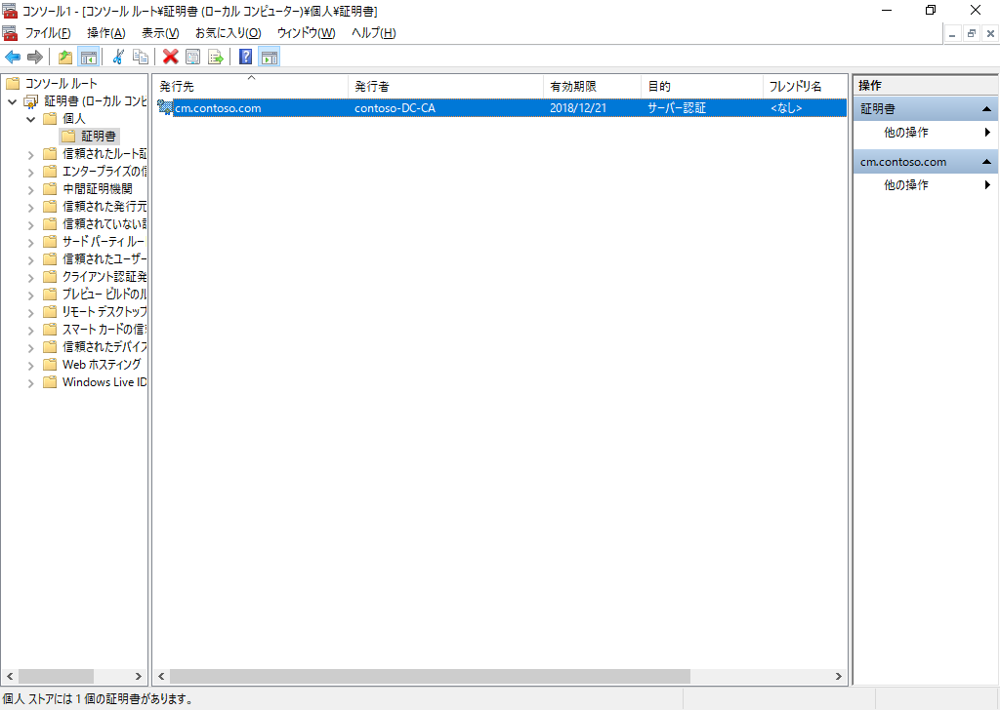 コンソール1 - [コンソール ルート¥証明書 (ローカル コンピューター)¥個人¥証明書]
ファイル(F) 操作(A) 表示(V) お気に入り(O) ウィンドウ(W) ヘルプ(H)
コンソール ルート
証明書 (ローカル コンピ
個人
証明書
信頼されたルート証
エンタープライズの信
中間証明機関
信頼された発行元
信頼されていない証
サード パーティ ルー
信頼されたユーザー
クライアント認証発
プレビュー ビルドのル
リモート デスクトップ
スマート カードの信頼
信頼されたデバイス
Web ホスティング
Windows Live ID
発行先 発行者 有効期限 目的 フレンドリ名
cm.contoso.com contoso-DC-CA 2018/12/21 サーバー認証 <なし>
操作
証明書
他の操作
cm.contoso.com
他の操作
個人 ストアには 1 個の証明書があります。